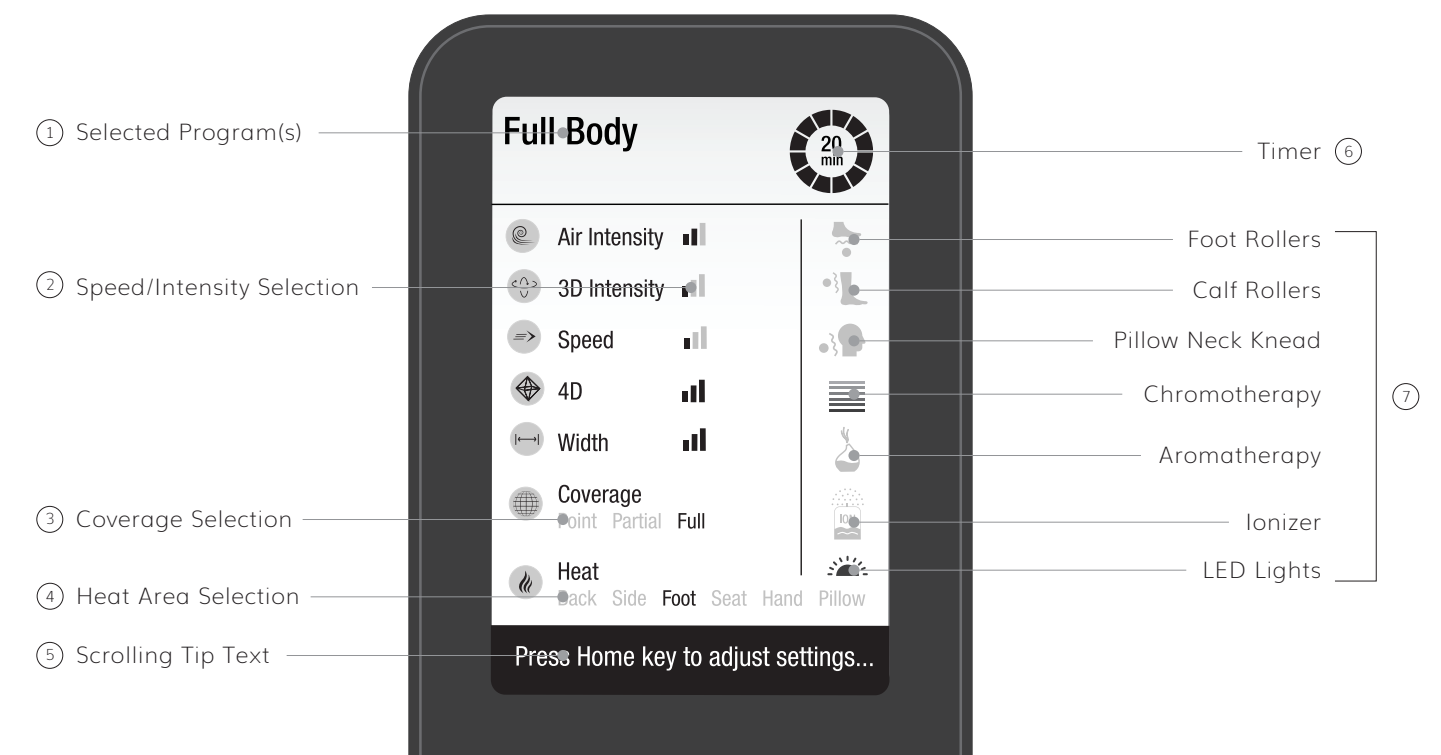 ① Selected Program(s)
② Speed/Intensity Selection
③ Coverage Selection
④ Heat Area Selection
⑤ Scrolling Tip Text
Full Body
20
min
Air Intensity
3D Intensity
Speed
4D
Width
Coverage
Point Partial Full
Heat
Back Side Foot Seat Hand Pillow
Press Home key to adjust settings...
ION
Timer ⑥
Foot Rollers
Calf Rollers
Pillow Neck Knead
Chromotherapy
Aromatherapy
Ionizer
LED Lights
⑦